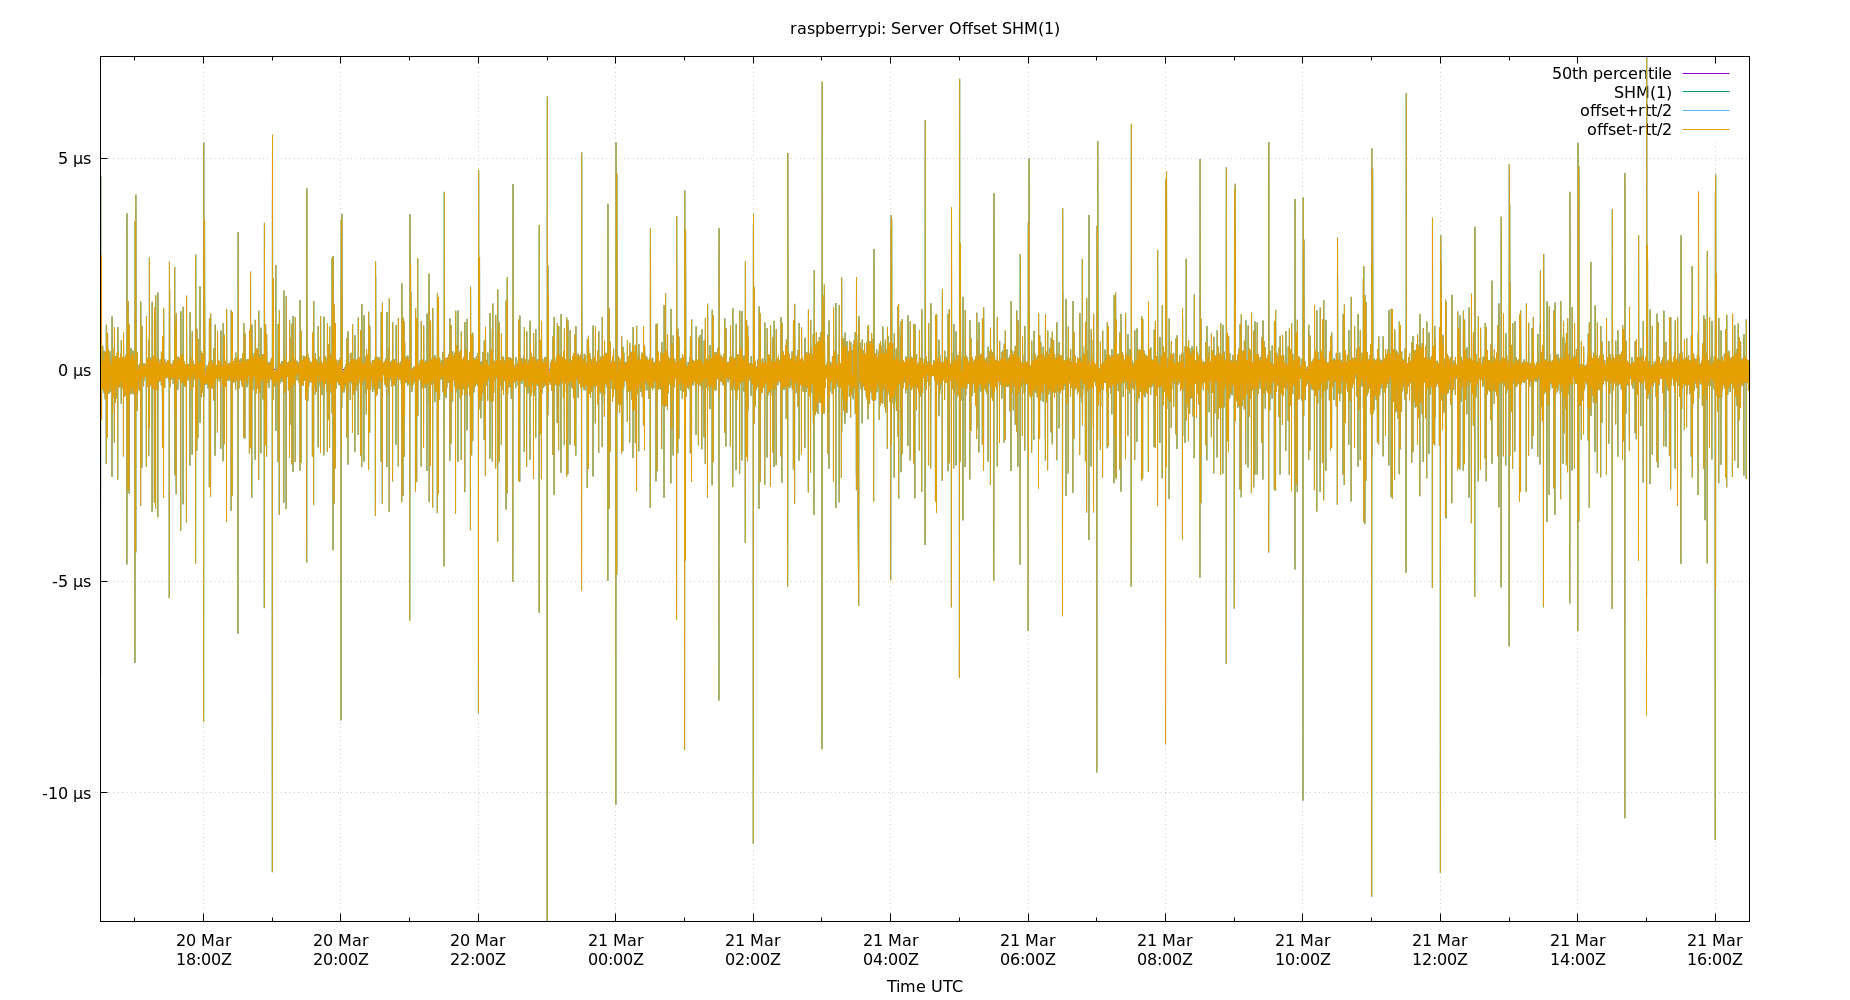 raspberrypi: Server Offset SHM(1)
50th percentile
SHM(1)
offset+rtt/2
offset-rtt/2
5 µs
0 µs
-5 µs
-10 µs
20 Mar 20 Mar 20 Mar 21 Mar 21 Mar 21 Mar 21 Mar 21 Mar 21 Mar 21 Mar 21 Mar 21 Mar
18:00Z 20:00Z 22:00Z 00:00Z 02:00Z 04:00Z 06:00Z 08:00Z 10:00Z 12:00Z 14:00Z 16:00Z
Time UTC